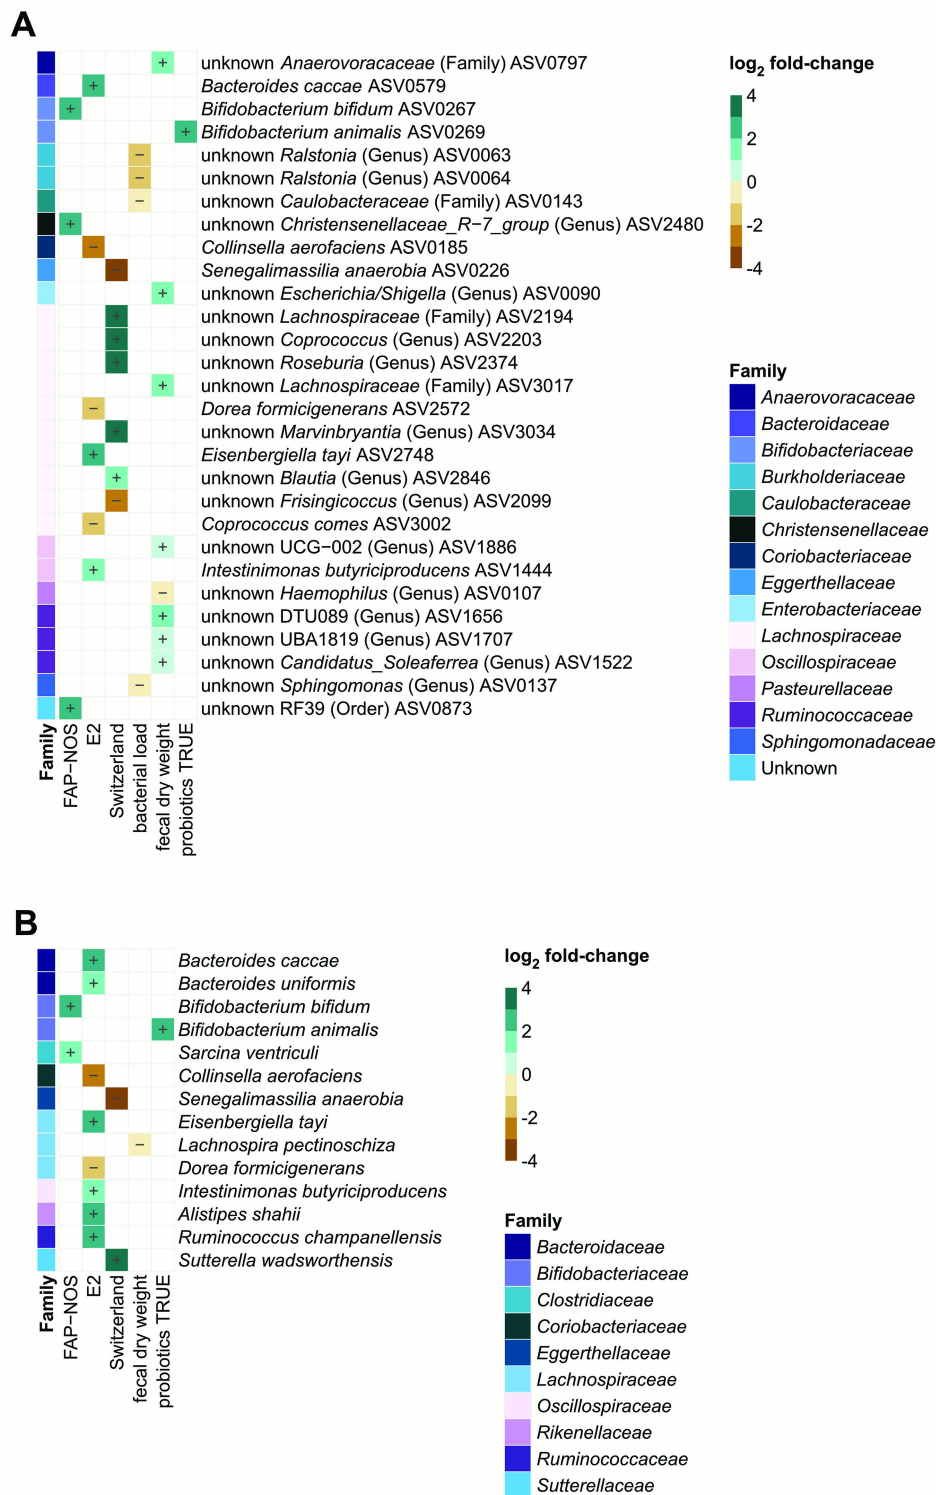 A
unknown Anaerovoracaceae (Family) ASV0797
Bacteroides caccae ASV0579
Bifidobacterium bifidum ASV0267
Bifidobacterium animalis ASV0269
unknown Ralstonia (Genus) ASV0063
unknown Ralstonia (Genus) ASV0064
unknown Caulobacteraceae (Family) ASV0143
unknown Christensenellaceae_R−7_group (Genus) ASV2480
Collinsella aerofaciens ASV0185
Senegalimassilia anaerobia ASV0226
unknown Escherichia/Shigella (Genus) ASV0090
unknown Lachnospiraceae (Family) ASV2194
unknown Coprococcus (Genus) ASV2203
unknown Roseburia (Genus) ASV2374
unknown Lachnospiraceae (Family) ASV3017
Dorea formicigenerans ASV2572
unknown Marvinbryantia (Genus) ASV3034
Eisenbergiella tayi ASV2748
unknown Blautia (Genus) ASV2846
unknown Frisingicoccus (Genus) ASV2099
Coprococcus comes ASV3002
unknown UCG−002 (Genus) ASV1886
Intestinimonas butyriciproducens ASV1444
unknown Haemophilus (Genus) ASV0107
unknown DTU089 (Genus) ASV1656
unknown UBA1819 (Genus) ASV1707
unknown Candidatus_Soleaferrea (Genus) ASV1522
unknown Sphingomonas (Genus) ASV0137
unknown RF39 (Order) ASV0873
Family
FAP−NOS
E2
Switzerland
bacterial load
fecal dry weight
probiotics TRUE
log2 fold−change
4
2
0
-2
-4
Family
Anaerovoracaceae
Bacteroidaceae
Bifidobacteriaceae
Burkholderiaceae
Caulobacteraceae
Christensenellaceae
Coriobacteriaceae
Eggerthellaceae
Enterobacteriaceae
Lachnospiraceae
Oscillospiraceae
Pasteurellaceae
Ruminococcaceae
Sphingomonadaceae
Unknown
B
Bacteroides caccae
Bacteroides uniformis
Bifidobacterium bifidum
Bifidobacterium animalis
Sarcina ventriculi
Collinsella aerofaciens
Senegalimassilia anaerobia
Eisenbergiella tayi
Lachnospira pectinoschiza
Dorea formicigenerans
Intestinimonas butyriciproducens
Alistipes shahii
Ruminococcus champanellensis
Sutterella wadsworthensis
Family
FAP−NOS
E2
Switzerland
fecal dry weight
probiotics TRUE
log2 fold−change
4
2
0
-2
-4
Family
Bacteroidaceae
Bifidobacteriaceae
Clostridiaceae
Coriobacteriaceae
Eggerthellaceae
Lachnospiraceae
Oscillospiraceae
Rikenellaceae
Ruminococcaceae
Sutterellaceae